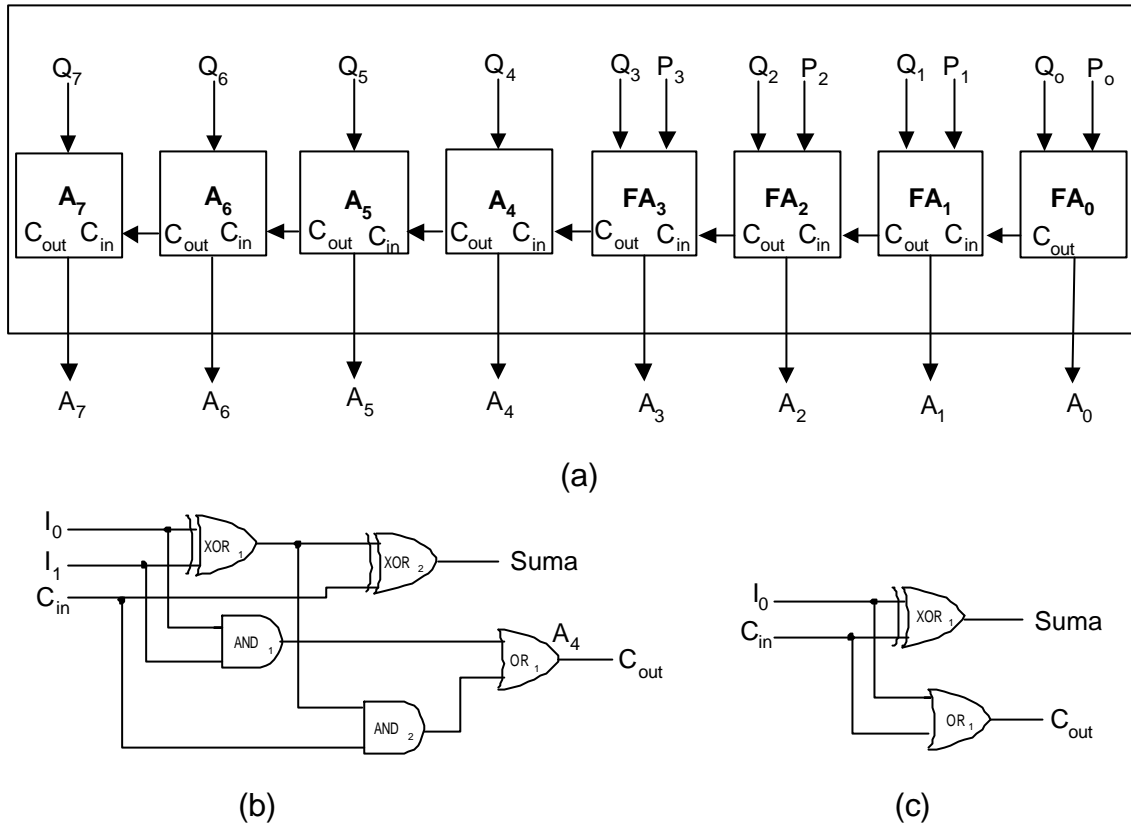 Q7 Q6 Q5 Q4 Q3 P3 Q2 P2 Q1 P1 Qo Po
A7 A6 A5 A4 FA3 FA2 FA1 FA0
Cout Cin Cout Cin Cout Cin Cout Cin Cout Cin Cout Cin Cout Cin Cout
A7 A6 A5 A4 A3 A2 A1 A0
(a)
I0
I1
Cin
XOR 1
XOR 2
Suma
AND 1
A4
OR 1
Cout
AND 2
(b)
I0
Cin
XOR 1
Suma
OR 1
Cout
(c)